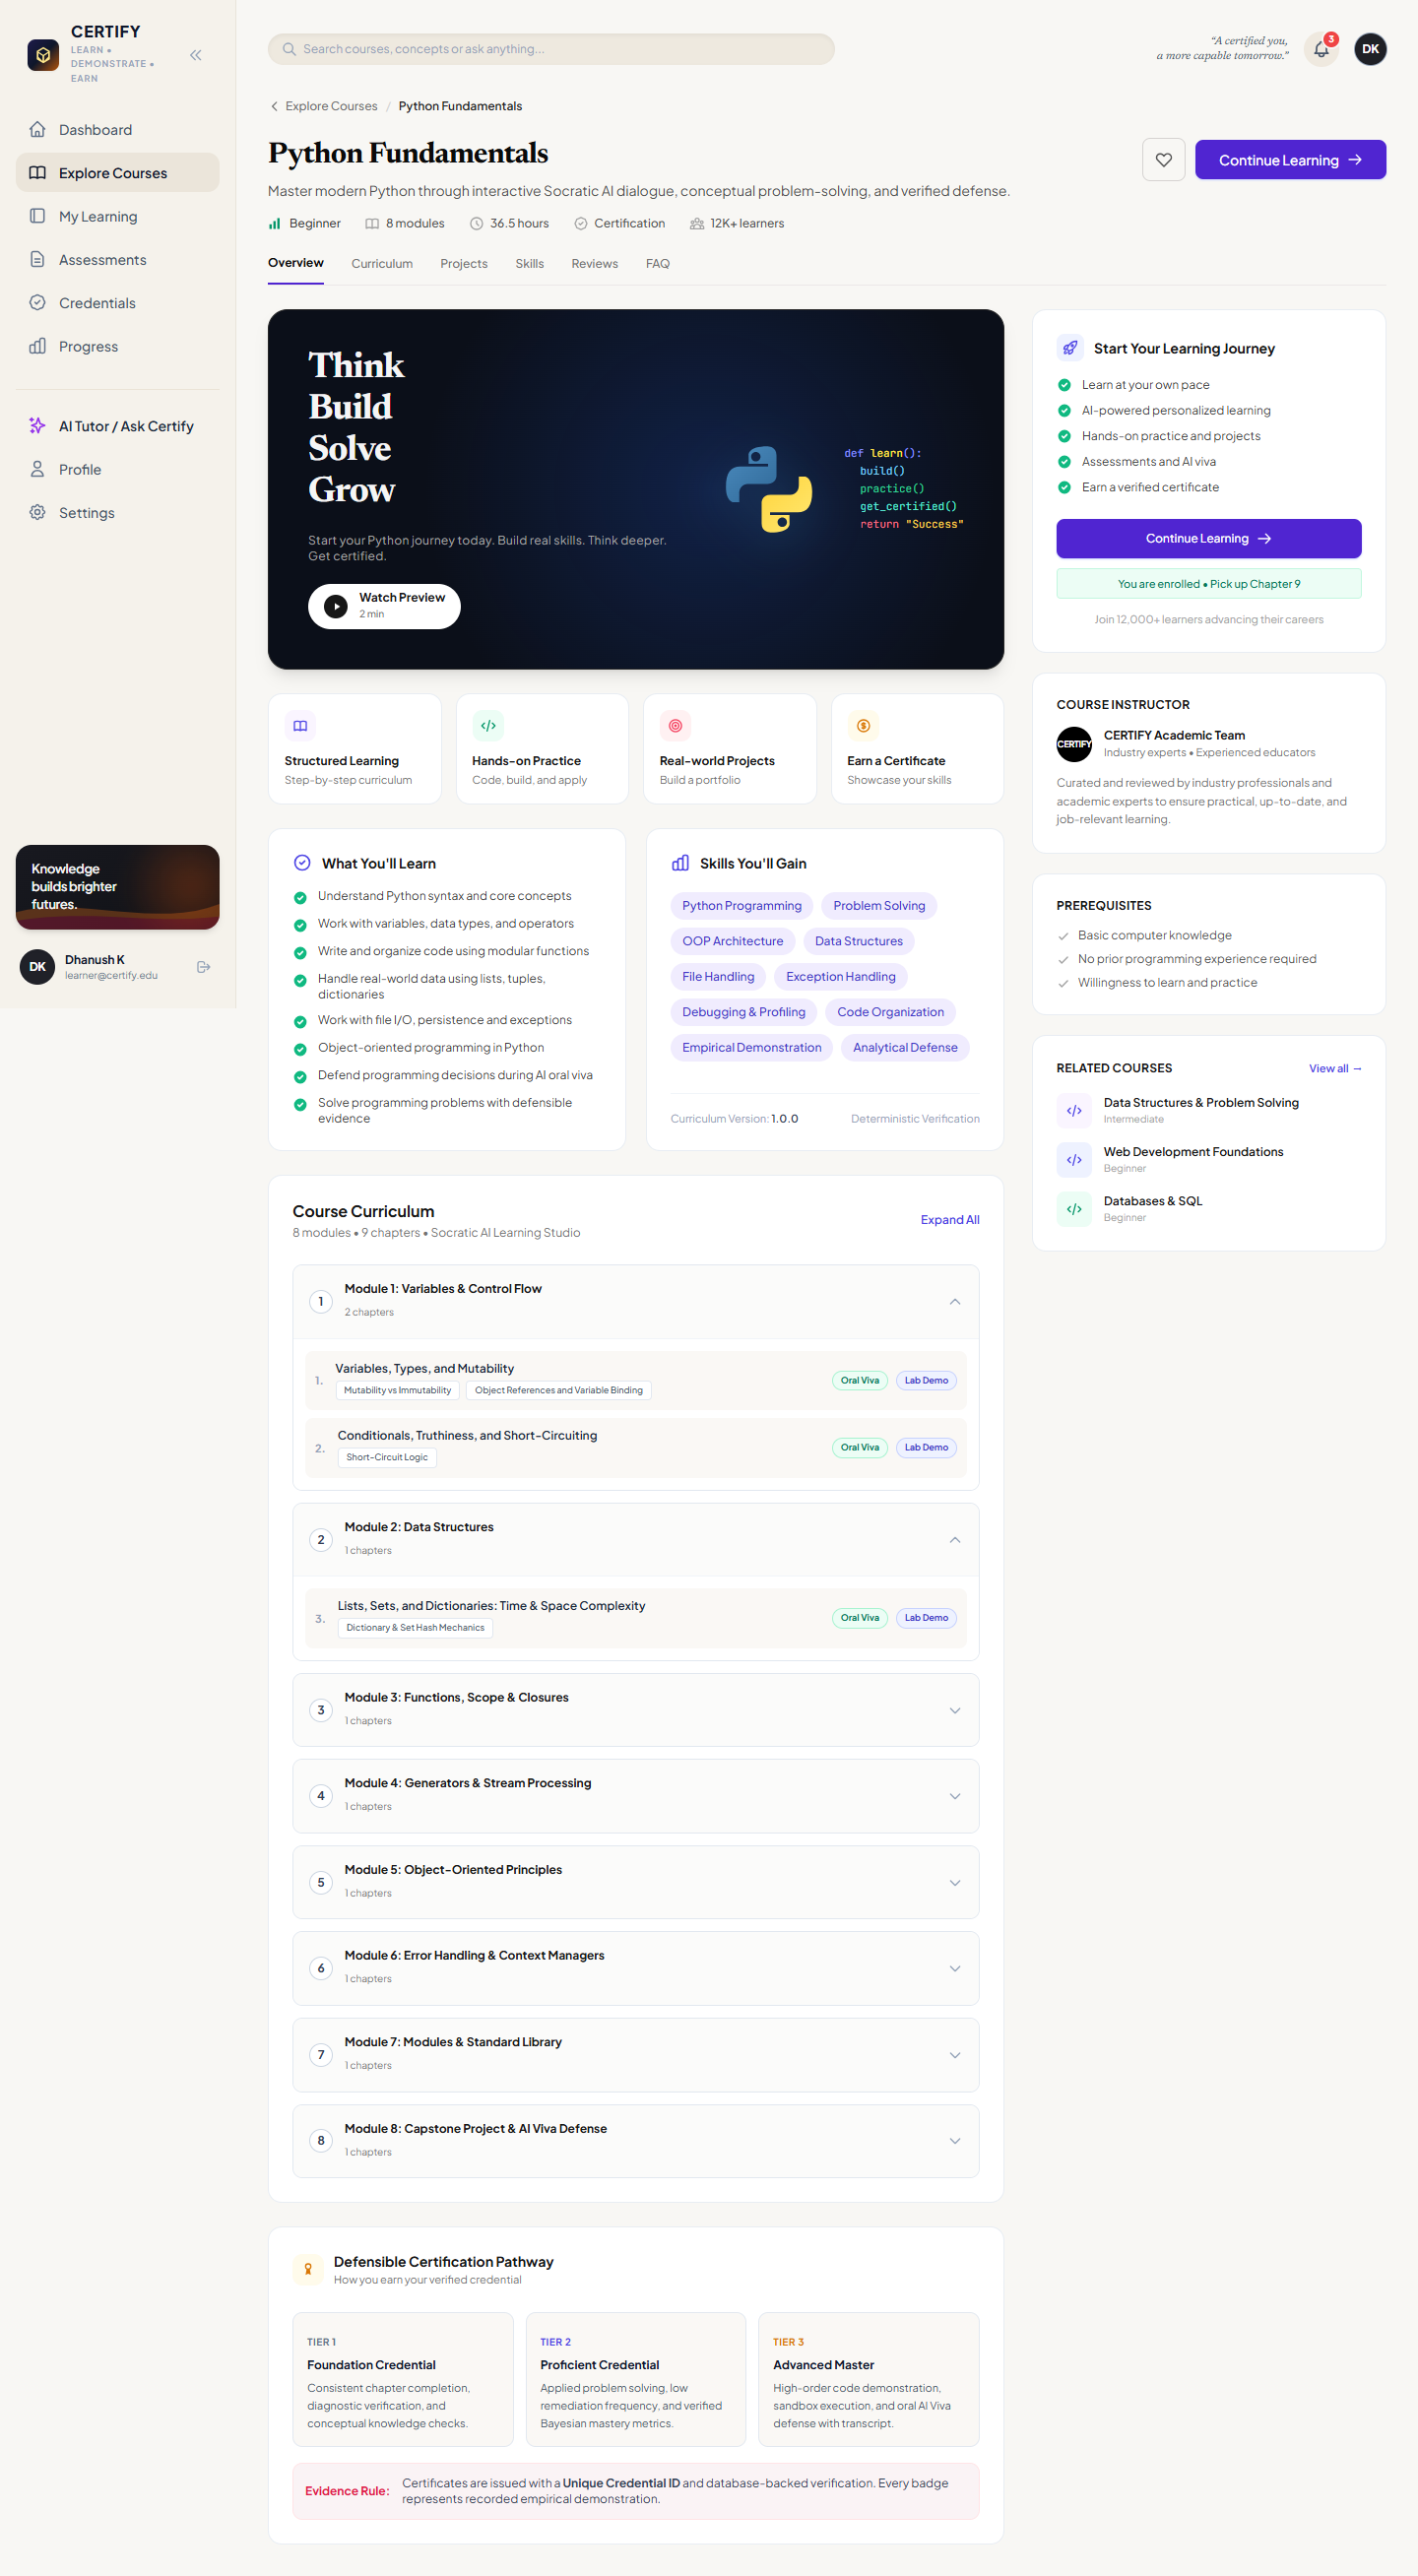 CERTIFY
LEARN •
DEMONSTRATE •
EARN
Dashboard
Explore Courses
My Learning
Assessments
Credentials
Progress
AI Tutor / Ask Certify
Profile
Settings
Knowledge
builds brighter
futures.
DK
Dhanush K
learner@certify.edu
Search courses, concepts or ask anything...
“A certified you,
a more capable tomorrow.”
3
DK
Explore Courses / Python Fundamentals
Python Fundamentals
Continue Learning
Master modern Python through interactive Socratic AI dialogue, conceptual problem-solving, and verified defense.
Beginner
8 modules
36.5 hours
Certification
12K+ learners
Overview
Curriculum
Projects
Skills
Reviews
FAQ
Think
Build
Solve
Grow
Start your Python journey today. Build real skills. Think deeper.
Get certified.
Watch Preview
2 min
def learn():
build()
practice()
get_certified()
return "Success"
Structured Learning
Step-by-step curriculum
Hands-on Practice
Code, build, and apply
Real-world Projects
Build a portfolio
Earn a Certificate
Showcase your skills
What You'll Learn
Understand Python syntax and core concepts
Work with variables, data types, and operators
Write and organize code using modular functions
Handle real-world data using lists, tuples,
dictionaries
Work with file I/O, persistence and exceptions
Object-oriented programming in Python
Defend programming decisions during AI oral viva
Solve programming problems with defensible
evidence
Skills You'll Gain
Python Programming
Problem Solving
OOP Architecture
Data Structures
File Handling
Exception Handling
Debugging & Profiling
Code Organization
Empirical Demonstration
Analytical Defense
Curriculum Version: 1.0.0
Deterministic Verification
Course Curriculum
8 modules • 9 chapters • Socratic AI Learning Studio
Expand All
1
Module 1: Variables & Control Flow
2 chapters
1.
Variables, Types, and Mutability
Mutability vs Immutability
Object References and Variable Binding
Oral Viva
Lab Demo
2.
Conditionals, Truthiness, and Short-Circuiting
Short-Circuit Logic
Oral Viva
Lab Demo
2
Module 2: Data Structures
1 chapters
3.
Lists, Sets, and Dictionaries: Time & Space Complexity
Dictionary & Set Hash Mechanics
Oral Viva
Lab Demo
3
Module 3: Functions, Scope & Closures
1 chapters
4
Module 4: Generators & Stream Processing
1 chapters
5
Module 5: Object-Oriented Principles
1 chapters
6
Module 6: Error Handling & Context Managers
1 chapters
7
Module 7: Modules & Standard Library
1 chapters
8
Module 8: Capstone Project & AI Viva Defense
1 chapters
Defensible Certification Pathway
How you earn your verified credential
TIER 1
Foundation Credential
Consistent chapter completion,
diagnostic verification, and
conceptual knowledge checks.
TIER 2
Proficient Credential
Applied problem solving, low
remediation frequency, and verified
Bayesian mastery metrics.
TIER 3
Advanced Master
High-order code demonstration,
sandbox execution, and oral AI Viva
defense with transcript.
Evidence Rule:
Certificates are issued with a Unique Credential ID and database-backed verification. Every badge
represents recorded empirical demonstration.
Start Your Learning Journey
Learn at your own pace
AI-powered personalized learning
Hands-on practice and projects
Assessments and AI viva
Earn a verified certificate
Continue Learning
You are enrolled • Pick up Chapter 9
Join 12,000+ learners advancing their careers
COURSE INSTRUCTOR
CERTIFY
CERTIFY Academic Team
Industry experts • Experienced educators
Curated and reviewed by industry professionals and
academic experts to ensure practical, up-to-date, and
job-relevant learning.
PREREQUISITES
Basic computer knowledge
No prior programming experience required
Willingness to learn and practice
RELATED COURSES
View all →
Data Structures & Problem Solving
Intermediate
Web Development Foundations
Beginner
Databases & SQL
Beginner